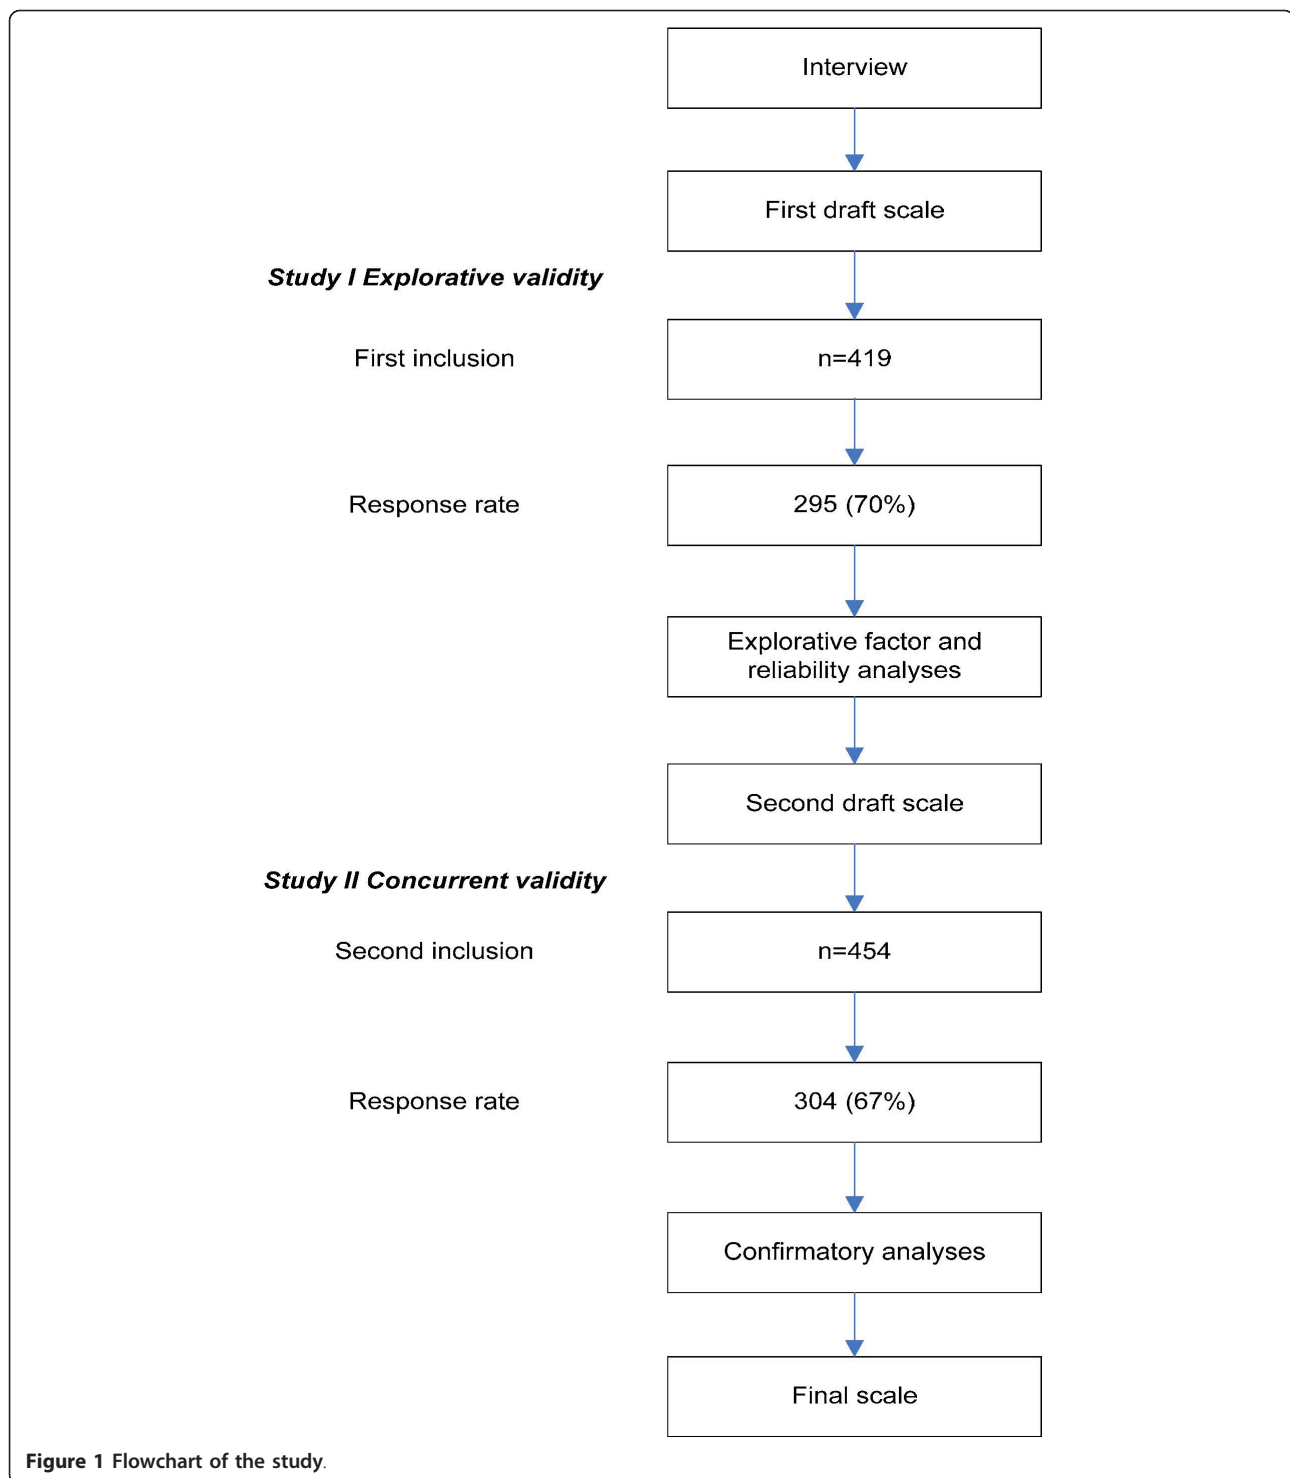 Interview
First draft scale
Study I Explorative validity
First inclusion
n=419
Response rate
295 (70%)
Explorative factor and
reliability analyses
Second draft scale
Study II Concurrent validity
Second inclusion
n=454
Response rate
304 (67%)
Confirmatory analyses
Final scale
Figure 1 Flowchart of the study.